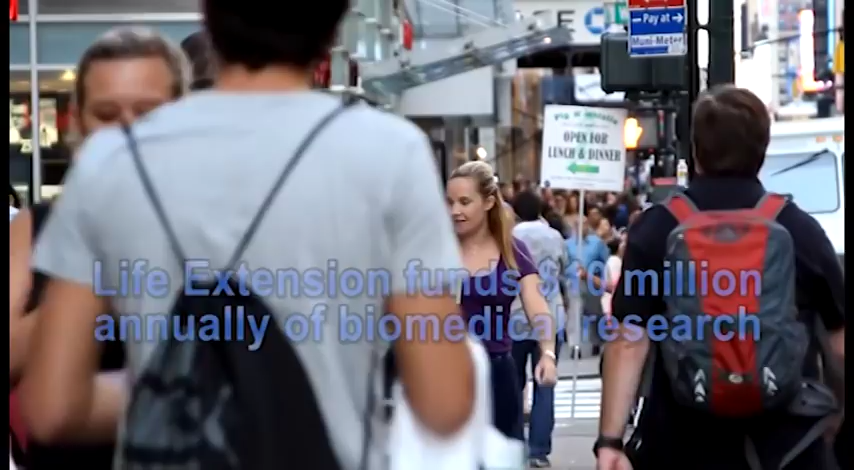 Pay at
Muni-Meter
OPEN FOR
LUNCH & DINNER
Life Extension funds $10 million
annually of biomedical research